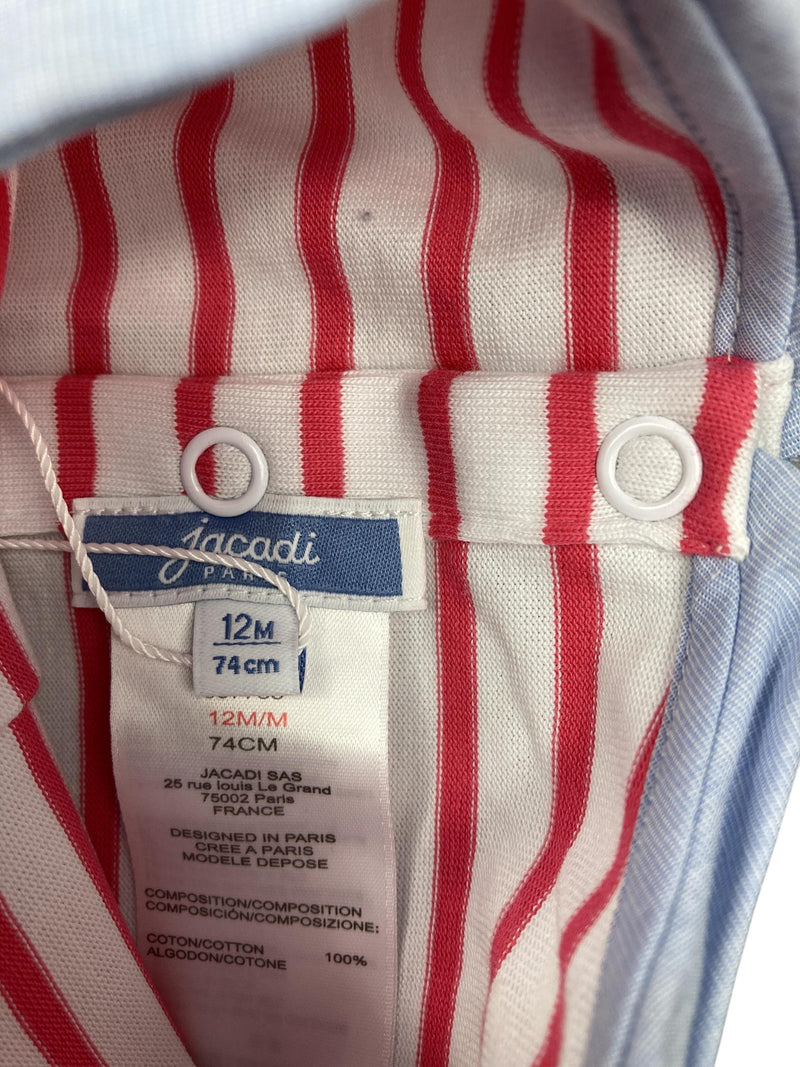 jacadi
PARIS
12M
74cm
12M/M
74CM
JACADI SAS
25 rue louis Le Grand
75002 Paris
FRANCE
DESIGNED IN PARIS
CREE A PARIS
MODELE DEPOSE
COMPOSITION/COMPOSITION
COMPOSICIÓN/COMPOSIZIONE:
COTON/COTTON
ALGODON/COTONE 100%